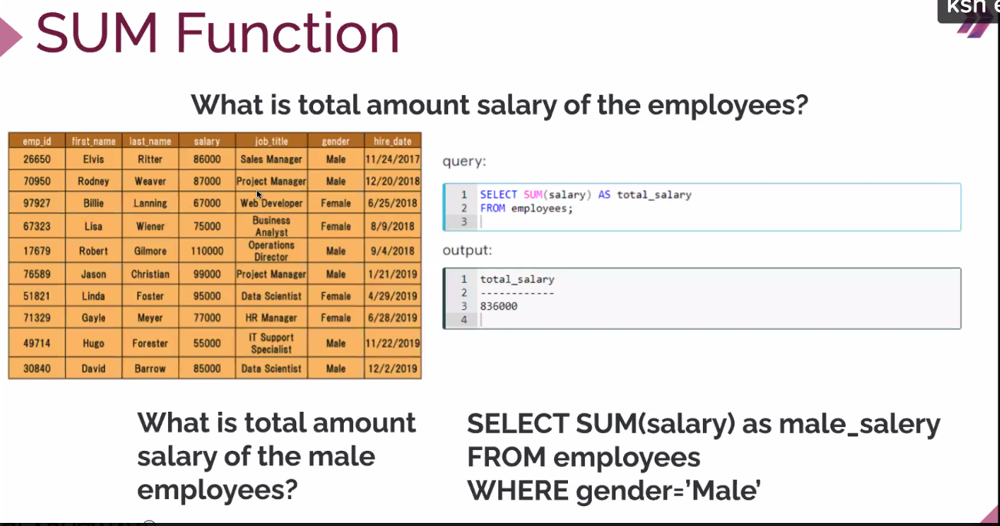 ksh e
SUM Function
What is total amount salary of the employees?
emp_id first_name last_name salary job_title gender hire_date
26650 Elvis Ritter 86000 Sales Manager Male 11/24/2017
70950 Rodney Weaver 87000 Project Manager Male 12/20/2018
97927 Billie Lanning 67000 Web Developer Female 6/25/2018
67323 Lisa Wiener 75000 Business Analyst Female 8/9/2018
17679 Robert Gilmore 110000 Operations Director Male 9/4/2018
76589 Jason Christian 99000 Project Manager Male 1/21/2019
51821 Linda Foster 95000 Data Scientist Female 4/29/2019
71329 Gayle Meyer 77000 HR Manager Female 6/28/2019
49714 Hugo Forester 55000 IT Support Specialist Male 11/22/2019
30840 David Barrow 85000 Data Scientist Male 12/2/2019
query:
1 SELECT SUM(salary) AS total_salary
2 FROM employees;
3
output:
1 total_salary
2 ------------
3 836000
4
What is total amount
salary of the male
employees?
SELECT SUM(salary) as male_salery
FROM employees
WHERE gender=’Male’